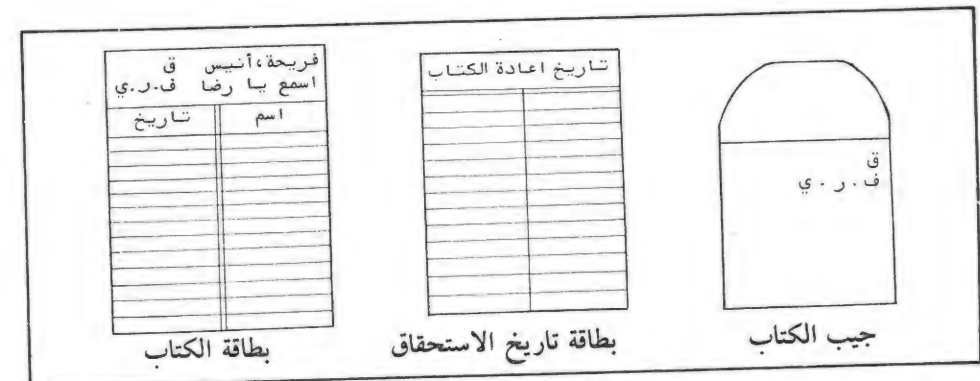 ق
ف . ر . ي
جيب الكتاب
تاريخ اعادة الكتاب
بطاقة تاريخ الاستحقاق
فريحة، أنيس ق
اسمع يا رضا ف.ر.ي
اسم تاريخ
بطاقة الكتاب